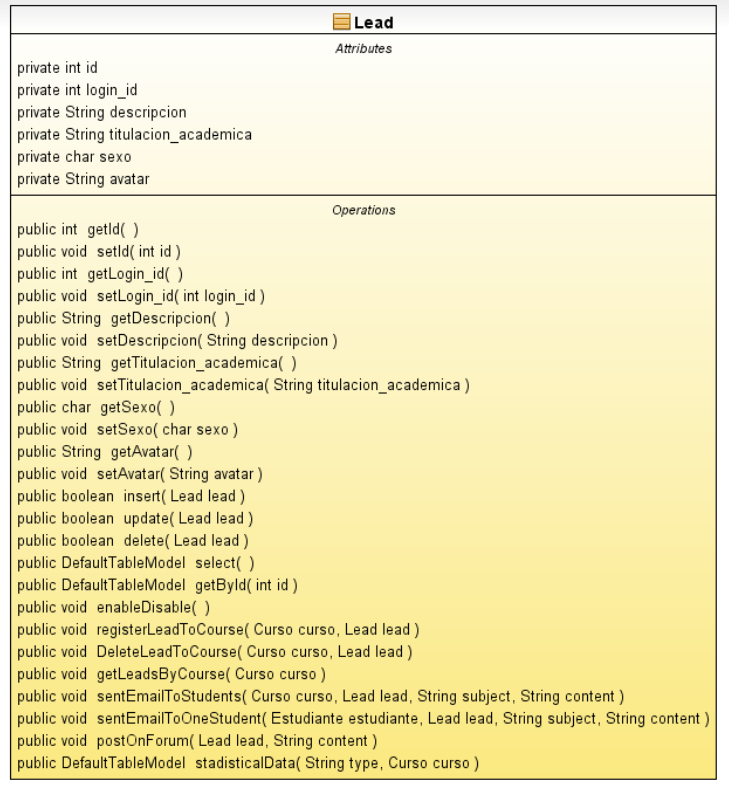 Lead
Attributes
private int id
private int login_id
private String descripcion
private String titulacion_academica
private char sexo
private String avatar
Operations
public int getId( )
public void setId( int id )
public int getLogin_id( )
public void setLogin_id( int login_id )
public String getDescripcion( )
public void setDescripcion( String descripcion )
public String getTitulacion_academica( )
public void setTitulacion_academica( String titulacion_academica )
public char getSexo( )
public void setSexo( char sexo )
public String getAvatar( )
public void setAvatar( String avatar )
public boolean insert( Lead lead )
public boolean update( Lead lead )
public boolean delete( Lead lead )
public DefaultTableModel select( )
public DefaultTableModel getById( int id )
public void enableDisable( )
public void registerLeadToCourse( Curso curso, Lead lead )
public void DeleteLeadToCourse( Curso curso, Lead lead )
public void getLeadsByCourse( Curso curso )
public void sentEmailToStudents( Curso curso, Lead lead, String subject, String content )
public void sentEmailToOneStudent( Estudiante estudiante, Lead lead, String subject, String content )
public void postOnForum( Lead lead, String content )
public DefaultTableModel stadisticalData( String type, Curso curso )